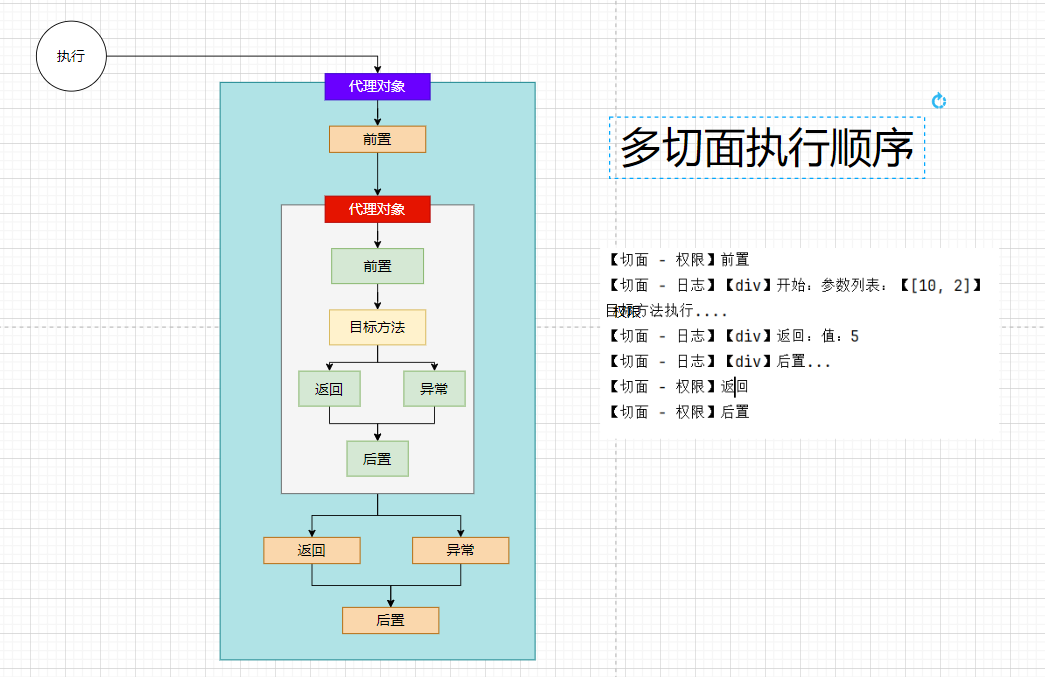 执行
代理对象
前置
代理对象
前置
目标方法
返回 异常
后置
返回 异常
后置
多切面执行顺序
【切面 - 权限】前置
【切面 - 日志】【div】开始：参数列表：【[10, 2]】
目标方法执行....
权限
【切面 - 日志】【div】返回：值：5
【切面 - 日志】【div】后置...
【切面 - 权限】返回
【切面 - 权限】后置